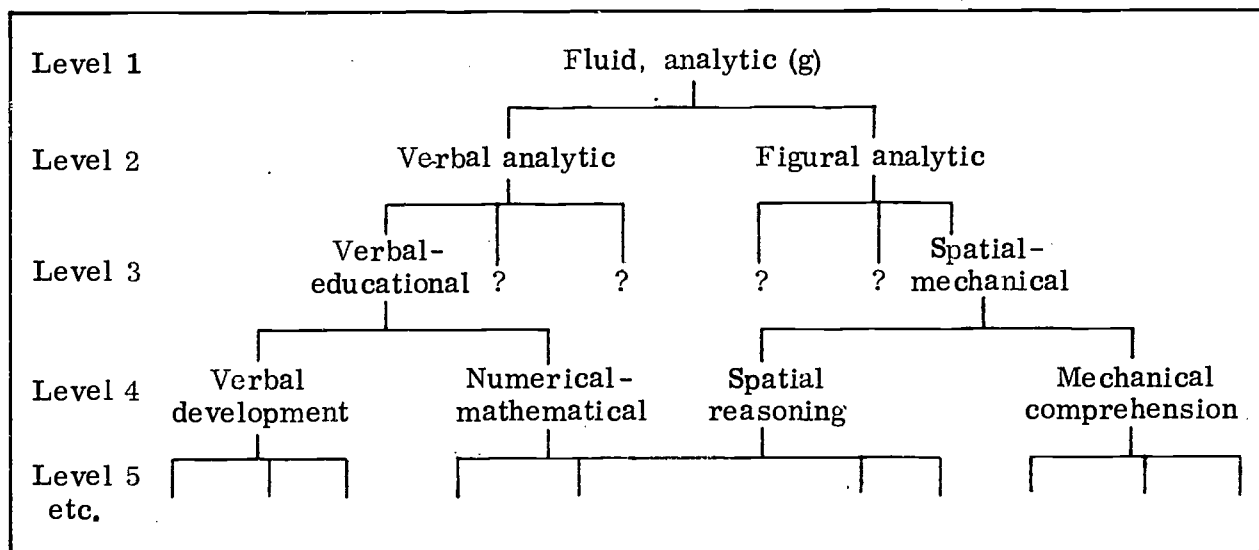 Level 1
Fluid, analytic (g)
Level 2
Verbal analytic
Figural analytic
Level 3
Verbal-
educational
?
?
?
?
Spatial-
mechanical
Level 4
Verbal
development
Numerical-
mathematical
Spatial
reasoning
Mechanical
comprehension
Level 5
etc.